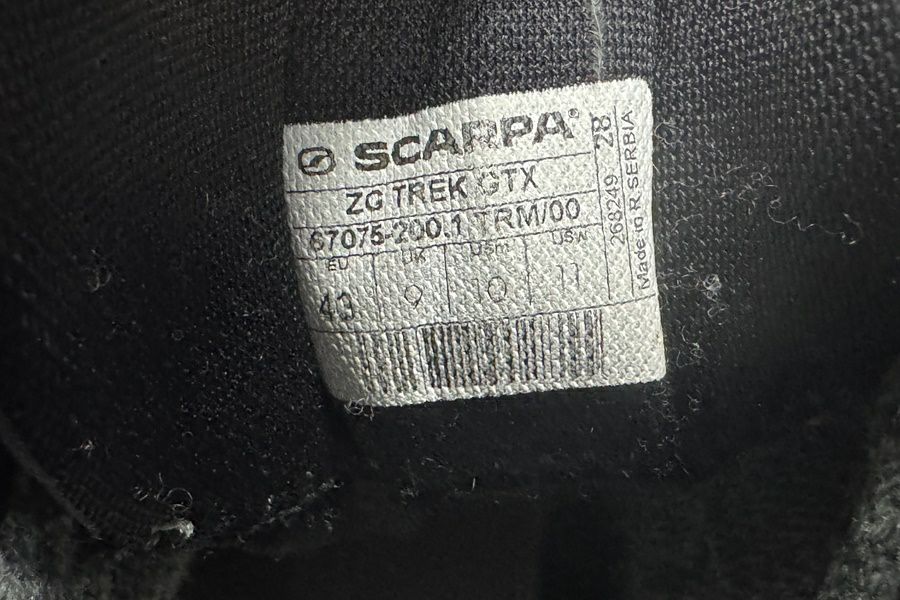 SCARPA®
ZG TREK GTX
67075-200.1 TRM/00
EU UK USm USw
43 9 10 11
268249 28
Made in R SERBIA